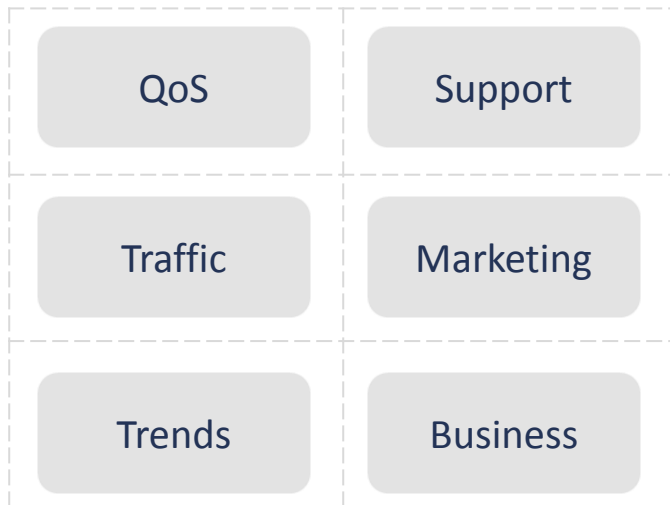 QoS
Support
Traffic
Marketing
Trends
Business